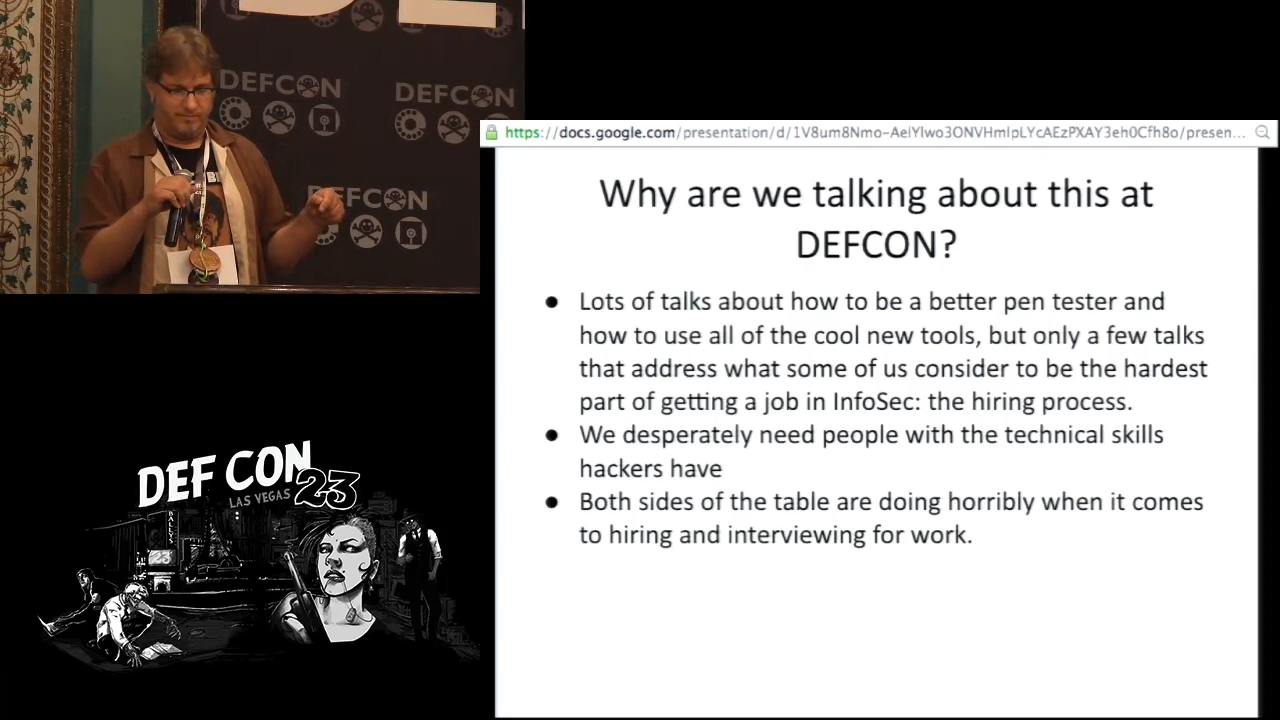 DEFCON
DEFCON
DEFCON
https://docs.google.com/presentation/d/1V8um8Nmo-AeIYlwo3ONVHmlpLYcAEzPXAY3eh0Cfh8o/presen...
Why are we talking about this at
DEFCON?
● Lots of talks about how to be a better pen tester and
how to use all of the cool new tools, but only a few talks
that address what some of us consider to be the hardest
part of getting a job in InfoSec: the hiring process.
● We desperately need people with the technical skills
hackers have
● Both sides of the table are doing horribly when it comes
to hiring and interviewing for work.
DEF CON
LAS VEGAS 23
BALLYS